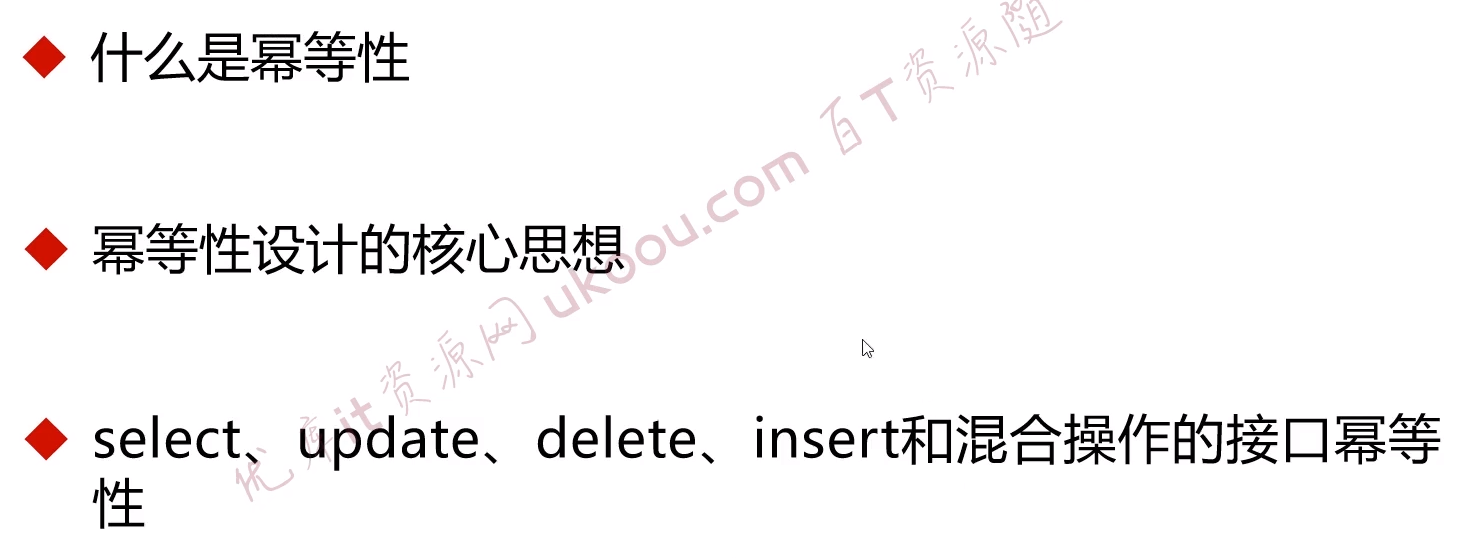 什么是幂等性
幂等性设计的核心思想
select、update、delete、insert和混合操作的接口幂等
性
优库it资源网 ukoou.com 百T资源随